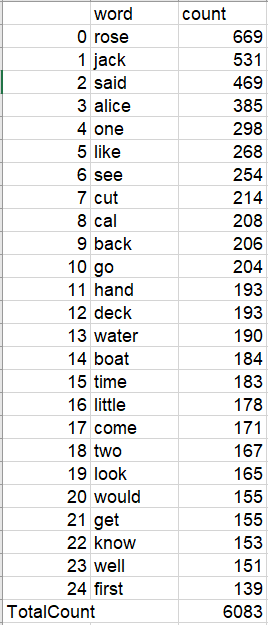 word count
0 rose 669
1 jack 531
2 said 469
3 alice 385
4 one 298
5 like 268
6 see 254
7 cut 214
8 cal 208
9 back 206
10 go 204
11 hand 193
12 deck 193
13 water 190
14 boat 184
15 time 183
16 little 178
17 come 171
18 two 167
19 look 165
20 would 155
21 get 155
22 know 153
23 well 151
24 first 139
TotalCount 6083